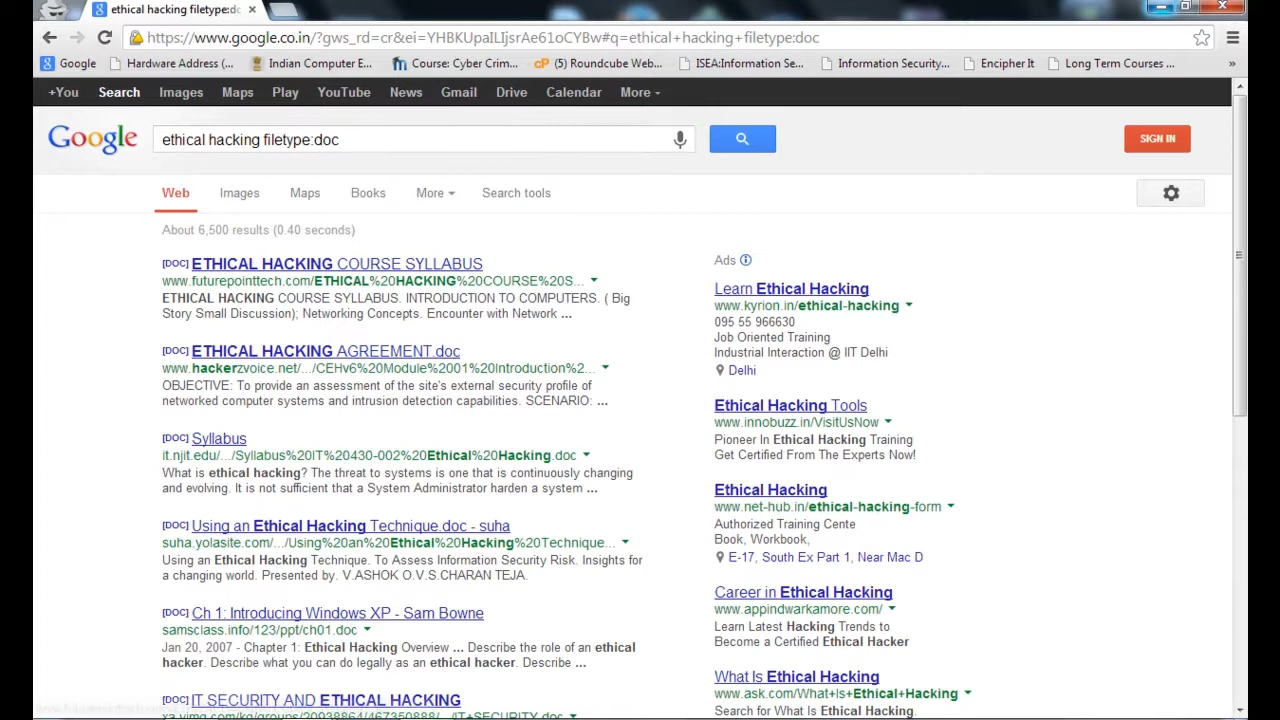 ethical hacking filetype:dc
https://www.google.co.in/?gws_rd=cr&ei=YHBKUpaILIjsrAe61oCYBw#q=ethical+hacking+filetype:doc
Google Hardware Address (... Indian Computer E... Course: Cyber Crim... (5) Roundcube Web... ISEA:Information Se... Information Security... Encipher It Long Term Courses ... »
+You Search Images Maps Play YouTube News Gmail Drive Calendar More
Google ethical hacking filetype:doc SIGN IN
Web Images Maps Books More Search tools
About 6,500 results (0.40 seconds)
[DOC] ETHICAL HACKING COURSE SYLLABUS
www.futurepointtech.com/ETHICAL%20HACKING%20COURSE%20S...
ETHICAL HACKING COURSE SYLLABUS. INTRODUCTION TO COMPUTERS. ( Big
Story Small Discussion); Networking Concepts. Encounter with Network ...
[DOC] ETHICAL HACKING AGREEMENT.doc
www.hackerzvoice.net/.../CEHv6%20Module%2001%20Introduction%2...
OBJECTIVE: To provide an assessment of the site's external security profile of
networked computer systems and intrusion detection capabilities. SCENARIO: ...
[DOC] Syllabus
it.njit.edu/.../Syllabus%20IT%20430-002%20Ethical%20Hacking.doc
What is ethical hacking? The threat to systems is one that is continuously changing
and evolving. It is not sufficient that a System Administrator harden a system ...
[DOC] Using an Ethical Hacking Technique.doc - suha
suha.yolasite.com/.../Using%20an%20Ethical%20Hacking%20Technique...
Using an Ethical Hacking Technique. To Assess Information Security Risk. Insights for
a changing world. Presented by. V.ASHOK O.V.S.CHARAN TEJA.
[DOC] Ch 1: Introducing Windows XP - Sam Bowne
samsclass.info/123/ppt/ch01.doc
Jan 20, 2007 - Chapter 1: Ethical Hacking Overview ... Describe the role of an ethical
hacker. Describe what you can do legally as an ethical hacker. Describe ...
[DOC] IT SECURITY AND ETHICAL HACKING
xa.yimg.com/kq/groups/20938864/467350888/.../IT+SECURITY.doc
Ads
Learn Ethical Hacking
www.kyrion.in/ethical-hacking
095 55 966630
Job Oriented Training
Industrial Interaction @ IIT Delhi
Delhi
Ethical Hacking Tools
www.innobuzz.in/VisitUsNow
Pioneer In Ethical Hacking Training
Get Certified From The Experts Now!
Ethical Hacking
www.net-hub.in/ethical-hacking-form
Authorized Training Cente
Book, Workbook,
E-17, South Ex Part 1, Near Mac D
Career in Ethical Hacking
www.appindwarkamore.com/
Learn Latest Hacking Trends to
Become a Certified Ethical Hacker
What Is Ethical Hacking
www.ask.com/What+Is+Ethical+Hacking
Search for What Is Ethical Hacking.